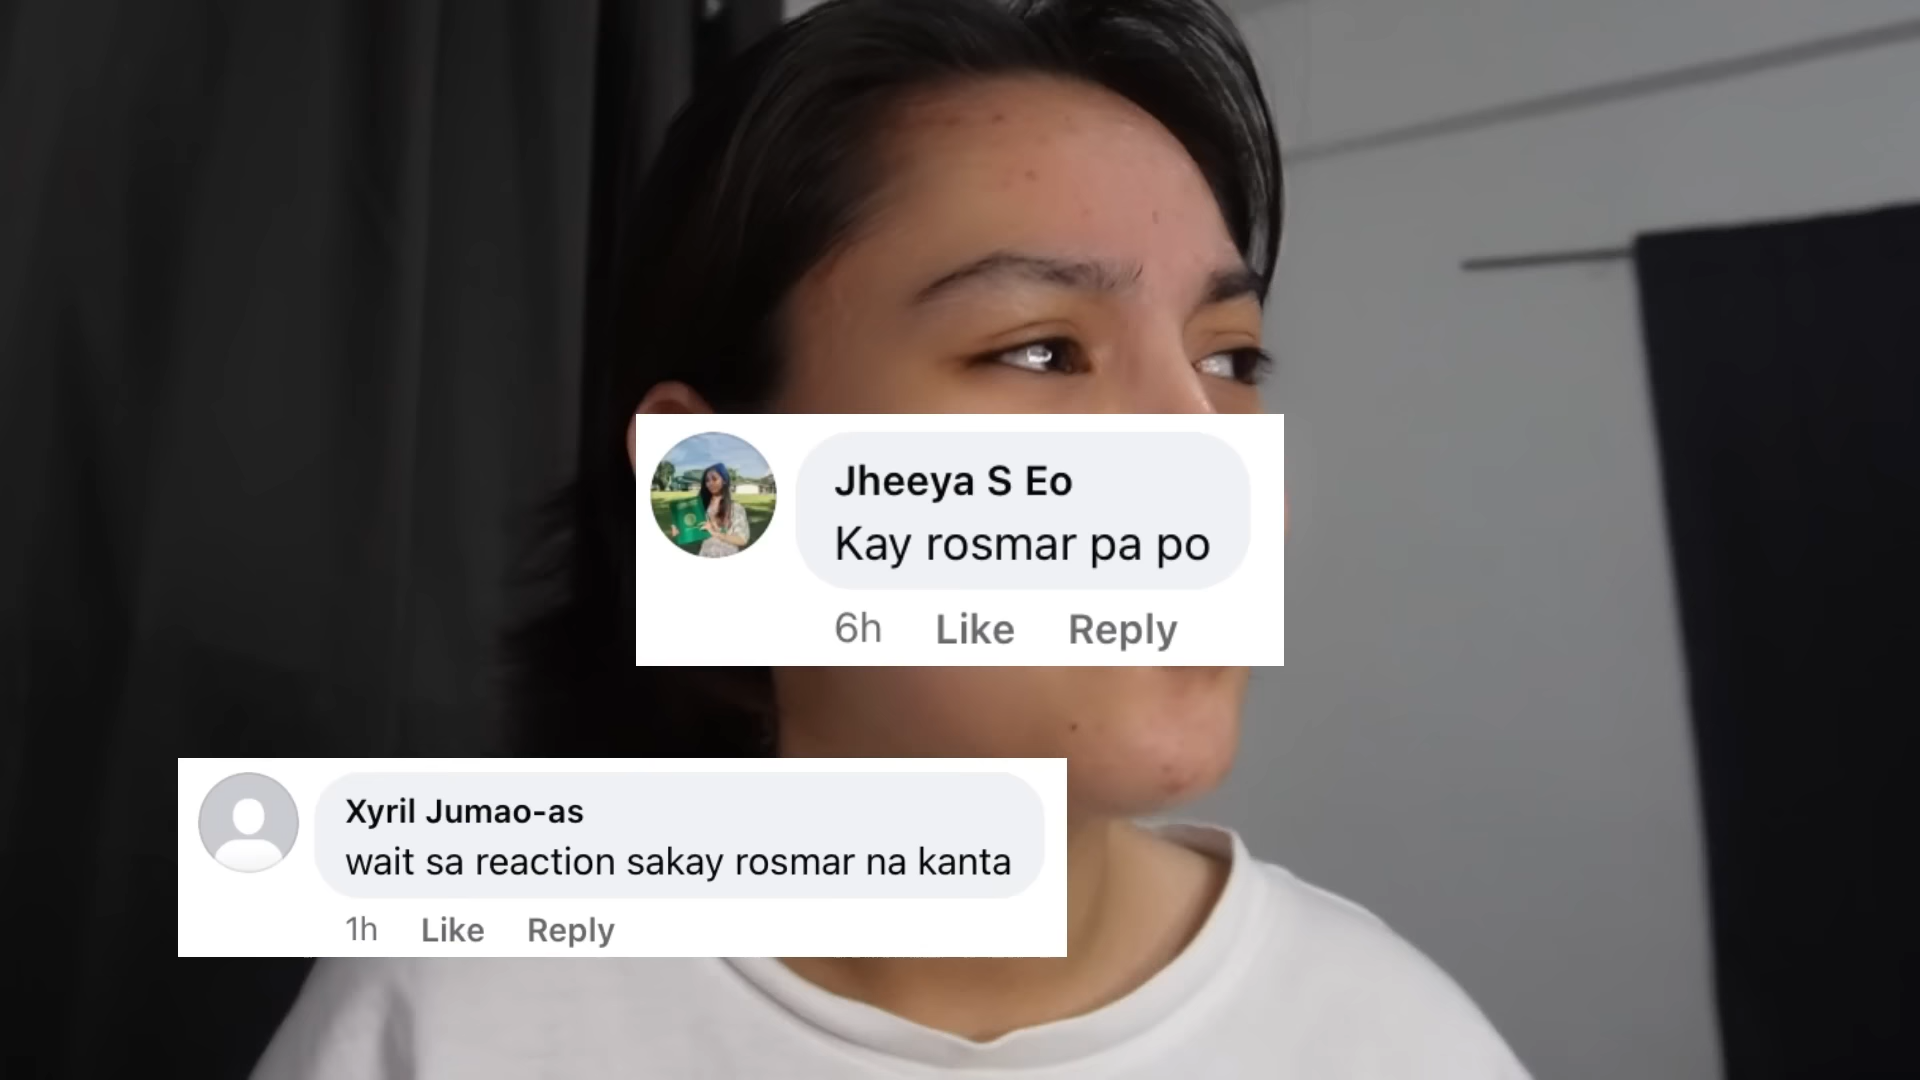 Jheeya S Eo
Kay rosmar pa po
6h Like Reply
Xyril Jumao-as
wait sa reaction sakay rosmar na kanta
1h Like Reply